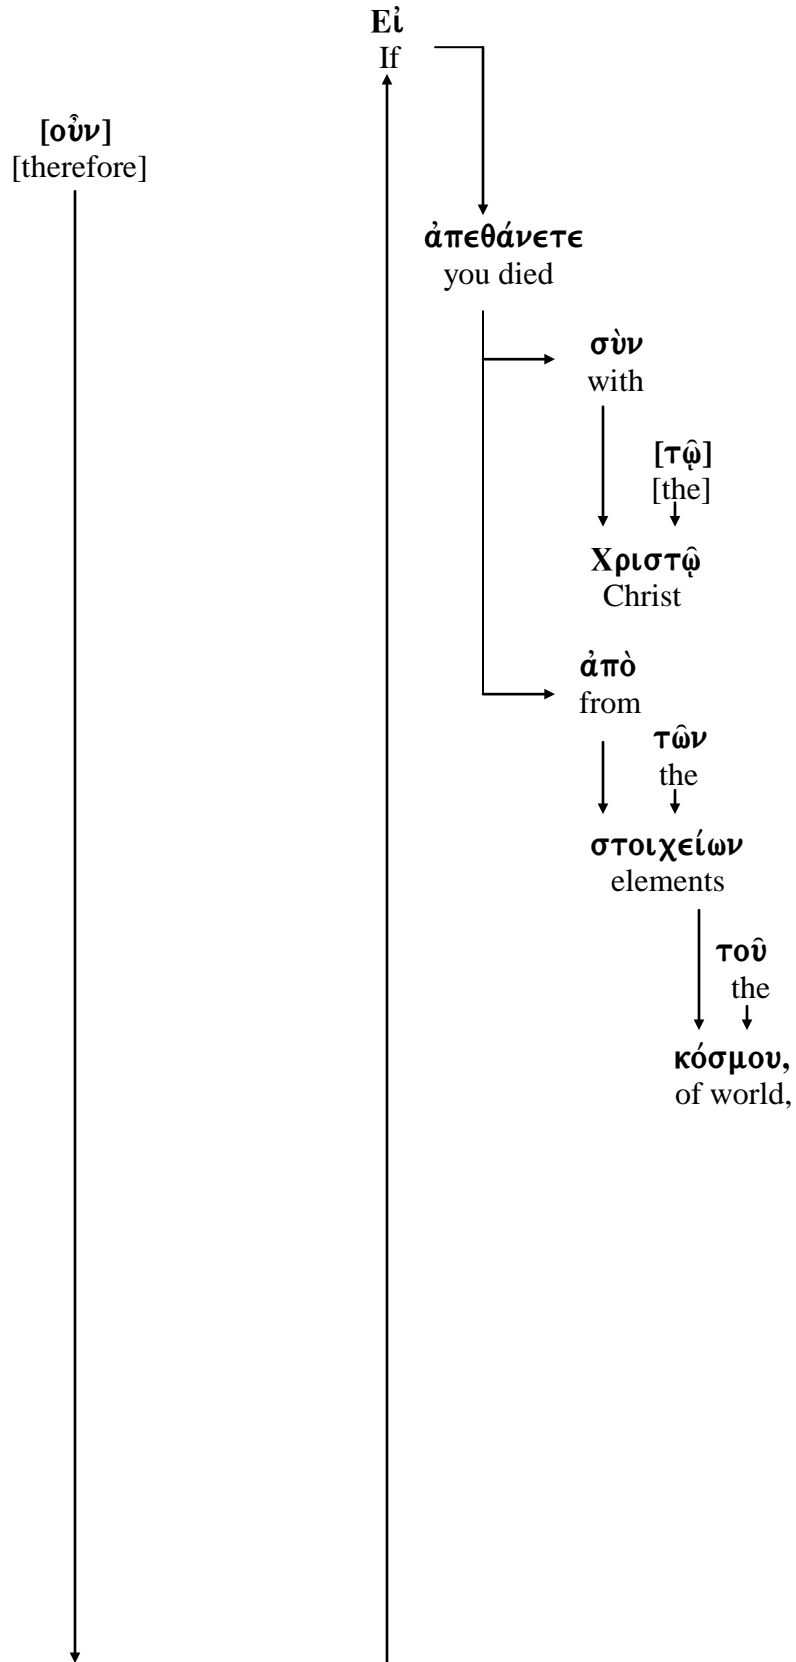 Εἰ
If
[οὖν]
[therefore]
ἀπεθάνετε
you died
σὺν
with
[τῷ]
[the]
Χριστῷ
Christ
ἀπὸ
from
τῶν
the
στοιχείων
elements
τοῦ
the
κόσμου,
of world,